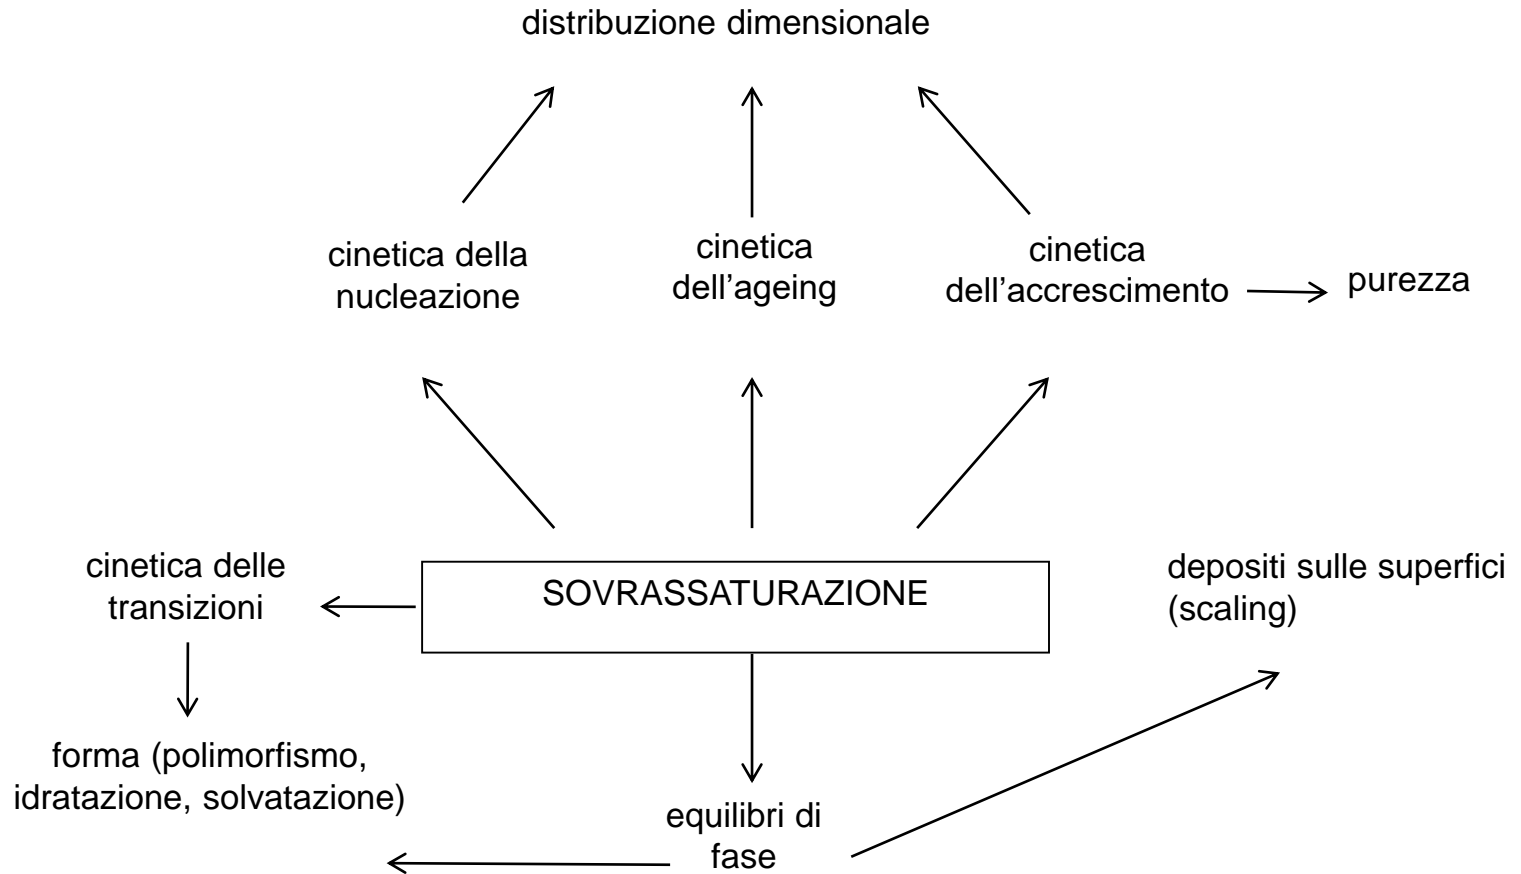 distribuzione dimensionale
cinetica della
nucleazione
cinetica
dell’ageing
cinetica
dell’accrescimento
purezza
cinetica delle
transizioni
SOVRASSATURAZIONE
depositi sulle superfici
(scaling)
forma (polimorfismo,
idratazione, solvatazione)
equilibri di
fase